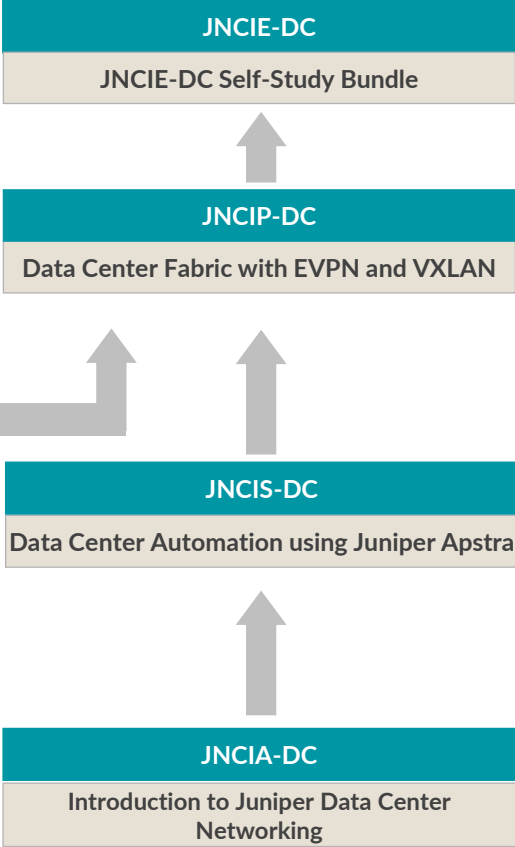 JNCIE-DC
JNCIE-DC Self-Study Bundle
JNCIP-DC
Data Center Fabric with EVPN and VXLAN
JNCIS-DC
Data Center Automation using Juniper Apstra
JNCIA-DC
Introduction to Juniper Data Center
Networking